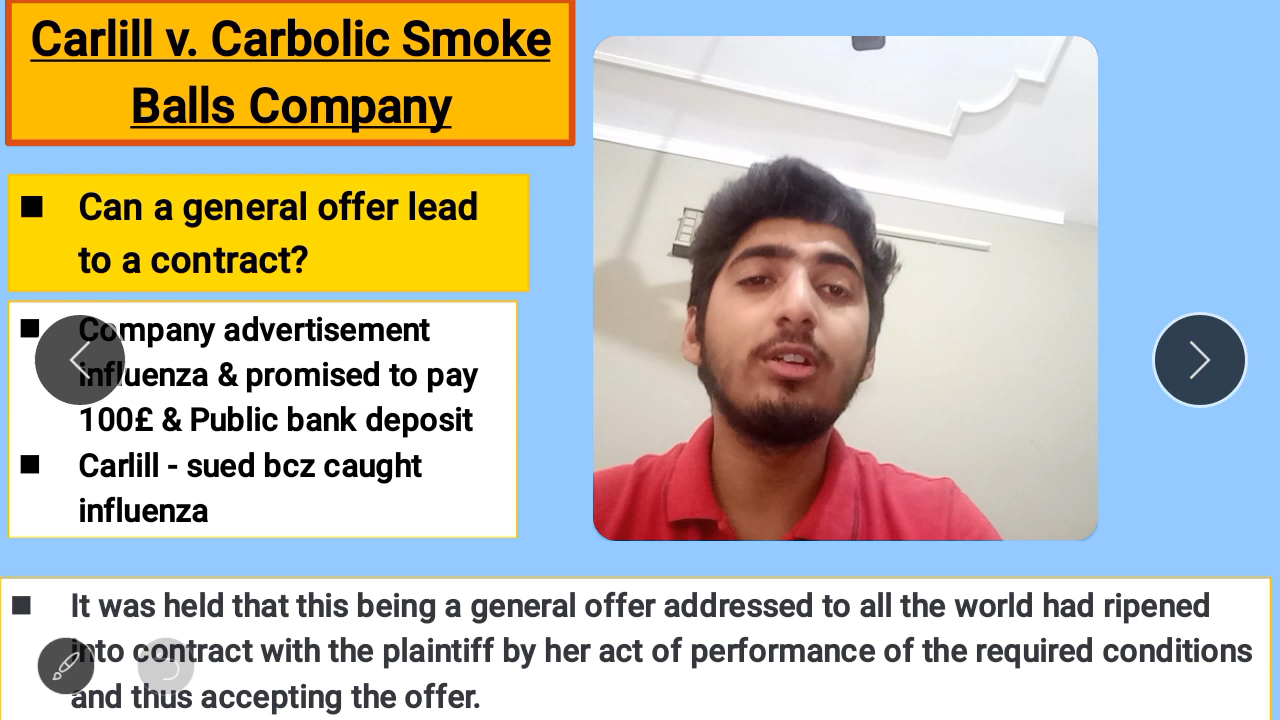 Carlill v. Carbolic Smoke
Balls Company
Can a general offer lead
to a contract?
Company advertisement
influenza & promised to pay
100£ & Public bank deposit
Carlill - sued bcz caught
influenza
It was held that this being a general offer addressed to all the world had ripened
into contract with the plaintiff by her act of performance of the required conditions
and thus accepting the offer.